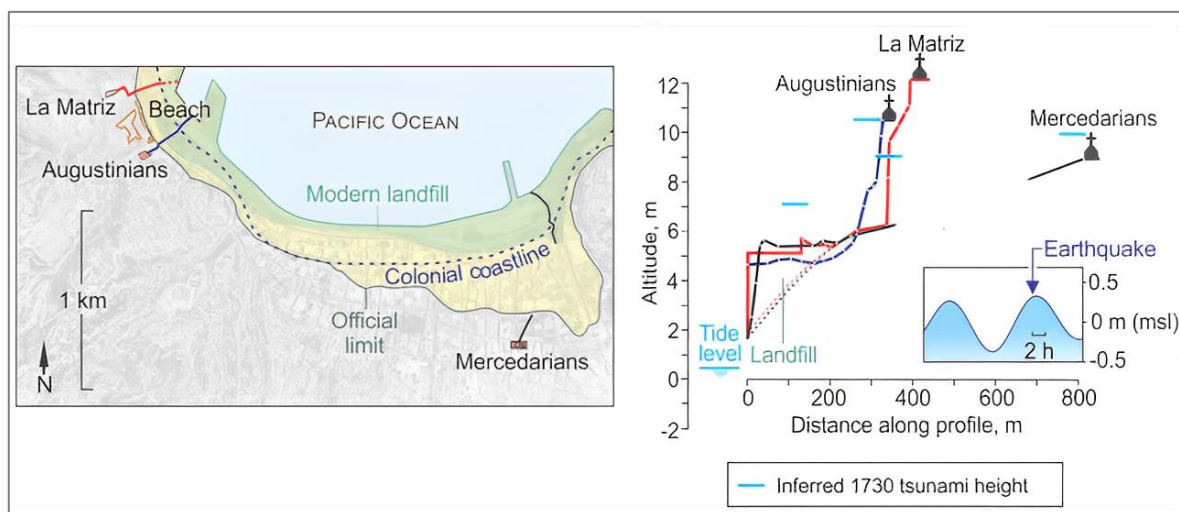 La Matriz
Beach
PACIFIC OCEAN
Augustinians
Modern landfill
Colonial coastline
1 km
Official
limit
Mercedarians
N
La Matriz
Augustinians
Mercedarians
12
10
8
6
4
2
0
-2
Altitude, m
Tide
level
Landfill
Earthquake
0.5
0 m (msl)
-0.5
2 h
0
200
400
600
800
Distance along profile, m
Inferred 1730 tsunami height